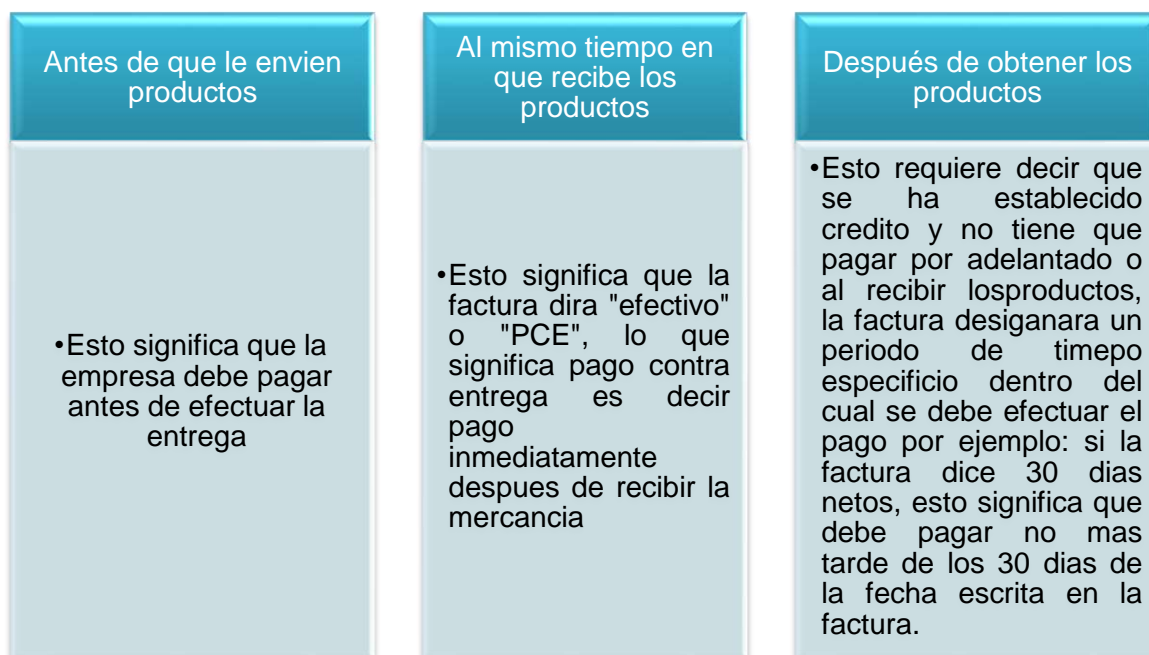 Antes de que le envien
productos
•Esto significa que la
empresa debe pagar
antes de efectuar la
entrega
Al mismo tiempo en
que recibe los
productos
•Esto significa que la
factura dira "efectivo"
o "PCE", lo que
significa pago contra
entrega es decir
pago
inmediatamente
despues de recibir la
mercancia
Después de obtener los
productos
•Esto requiere decir que
se ha establecido
credito y no tiene que
pagar por adelantado o
al recibir losproductos,
la factura desiganara un
periodo de timepo
especificio dentro del
cual se debe efectuar el
pago por ejemplo: si la
factura dice 30 dias
netos, esto significa que
debe pagar no mas
tarde de los 30 dias de
la fecha escrita en la
factura.